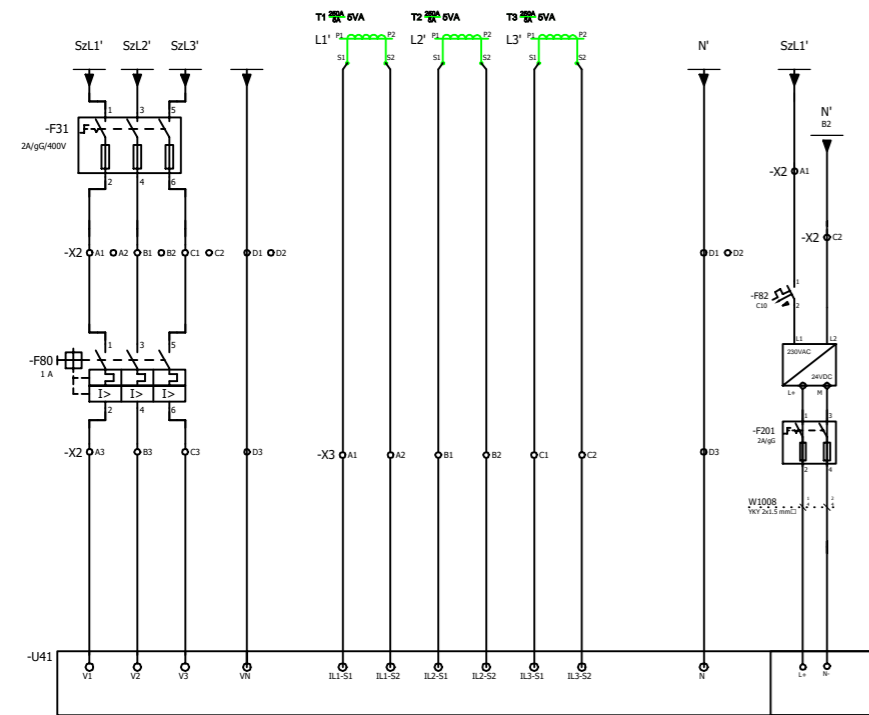 T1 250A/5A 5VA T2 250A/5A 5VA T3 250A/5A 5VA
L1' P1 P2 L2' P1 P2 L3' P1 P2
SzL1' SzL2' SzL3' N' SzL1'
S1 S2 S1 S2 S1 S2
N'
B2
1 3 5
-F31
2A/gG/400V
2 4 6
-X2 A1
-X2 C2
-X2 A1 A2 B1 B2 C1 C2 D1 D2 D1 D2
1
-F82
C10
2
1 3 5
-F80
1 A
I> I> I>
2 4 6
L1 L2
230VAC
24VDC
L+ M
1 3
-F201
2A/gG
2 4
-X2 A3 B3 C3 D3 D3
-X3 A1 A2 B1 B2 C1 C2
W1008
YKY 2x1.5 mm□
1 2
-U41
V1 V2 V3 VN IL1-S1 IL1-S2 IL2-S1 IL2-S2 IL3-S1 IL3-S2 N L+ N-